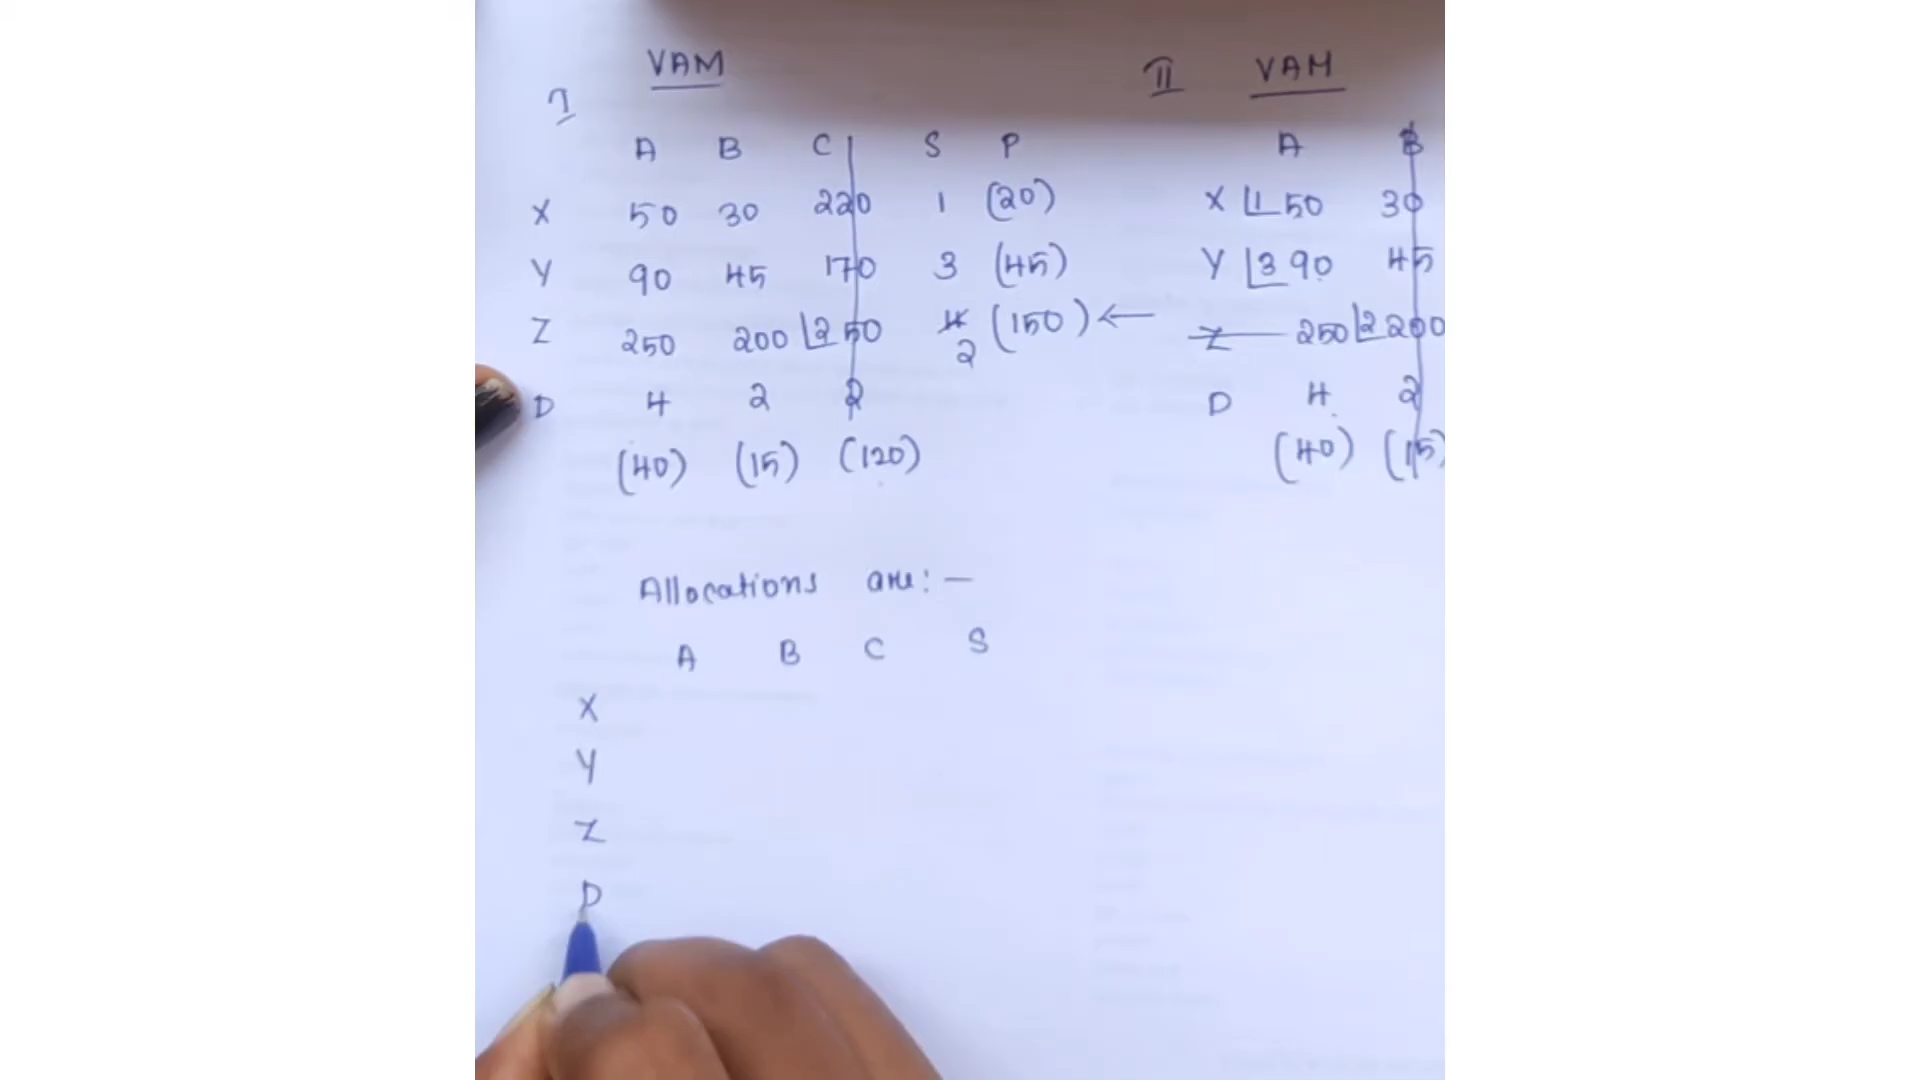 VAM
I
A B C S P
X 50 30 220 1 (20)
Y 90 45 170 3 (45)
Z 250 200 2 50 4 2 (150) ←
D 4 2 2
(40) (15) (120)
II VAM
A B
X 1 50 30
Y 3 90 45
Z 250 2 200
D 4 2
(40) (15)
Allocations are: —
A B C S
X
Y
Z
D